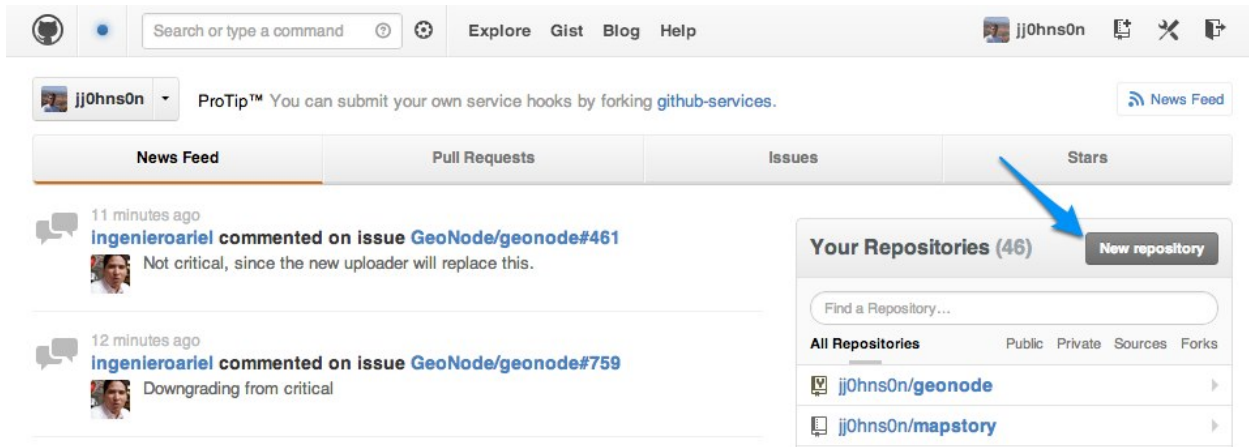 Search or type a command
Explore Gist Blog Help
jj0hns0n
jj0hns0n
ProTip™ You can submit your own service hooks by forking github-services.
News Feed
News Feed
Pull Requests
Issues
Stars
11 minutes ago
ingenieroariel commented on issue GeoNode/geonode#461
Not critical, since the new uploader will replace this.
12 minutes ago
ingenieroariel commented on issue GeoNode/geonode#759
Downgrading from critical
Your Repositories (46)
New repository
Find a Repository…
All Repositories Public Private Sources Forks
jj0hns0n/geonode
jj0hns0n/mapstory